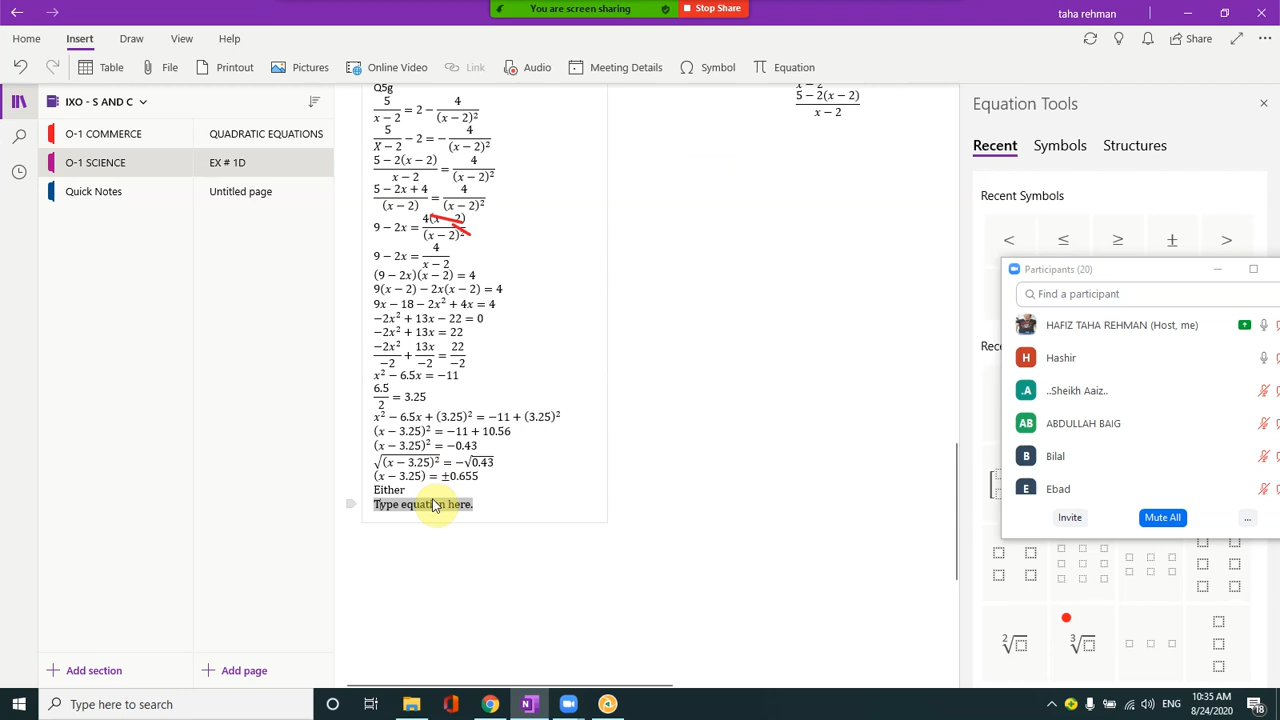 You are screen sharing
Stop Share
taha rehman
Home Insert Draw View Help
Share
Table File Printout Pictures Online Video Link Audio Meeting Details Symbol Equation
IXO - S AND C
O-1 COMMERCE
O-1 SCIENCE
Quick Notes
QUADRATIC EQUATIONS
EX # 1D
Untitled page
Add section
Add page
Q5g
5/(x − 2) = 2 − 4/(x − 2)²
5/(X − 2) − 2 = − 4/(x − 2)²
(5 − 2(x − 2))/(x − 2) = 4/(x − 2)²
(5 − 2x + 4)/(x − 2) = 4/(x − 2)²
9 − 2x = 4(x − 2)/(x − 2)²
9 − 2x = 4/(x − 2)
(9 − 2x)(x − 2) = 4
9(x − 2) − 2x(x − 2) = 4
9x − 18 − 2x² + 4x = 4
−2x² + 13x − 22 = 0
−2x² + 13x = 22
−2x²/−2 + 13x/−2 = 22/−2
x² − 6.5x = −11
6.5/2 = 3.25
x² − 6.5x + (3.25)² = −11 + (3.25)²
(x − 3.25)² = −11 + 10.56
(x − 3.25)² = −0.43
√(x − 3.25)² = −√0.43
(x − 3.25) = ±0.655
Either
Type equation here.
x − 2
(5 − 2(x − 2))/(x − 2)
Equation Tools
Recent Symbols Structures
Recent Symbols
< ≤ ≥ ± >
Participants (20)
Find a participant
HAFIZ TAHA REHMAN (Host, me)
H Hashir
.A ..Sheikh Aaiz..
AB ABDULLAH BAIG
B Bilal
E Ebad
Invite Mute All ...
Type here to search
ENG
10:35 AM
8/24/2020
18